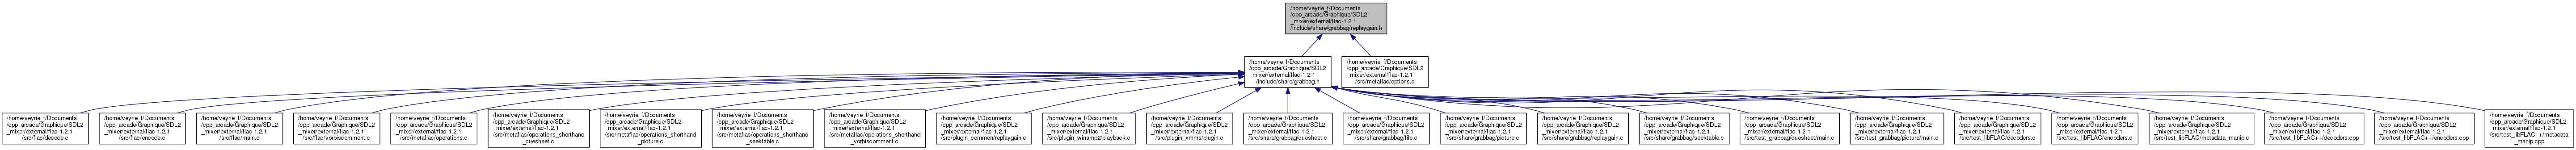 /home/veyrie_f/Documents
/cpp_arcade/Graphique/SDL2
_mixer/external/flac-1.2.1
/include/share/grabbag/replaygain.h
/home/veyrie_f/Documents
/cpp_arcade/Graphique/SDL2
_mixer/external/flac-1.2.1
/include/share/grabbag.h
/home/veyrie_f/Documents
/cpp_arcade/Graphique/SDL2
_mixer/external/flac-1.2.1
/src/metaflac/options.c
/home/veyrie_f/Documents
/cpp_arcade/Graphique/SDL2
_mixer/external/flac-1.2.1
/src/flac/decode.c
/home/veyrie_f/Documents
/cpp_arcade/Graphique/SDL2
_mixer/external/flac-1.2.1
/src/flac/encode.c
/home/veyrie_f/Documents
/cpp_arcade/Graphique/SDL2
_mixer/external/flac-1.2.1
/src/flac/main.c
/home/veyrie_f/Documents
/cpp_arcade/Graphique/SDL2
_mixer/external/flac-1.2.1
/src/flac/vorbiscomment.c
/home/veyrie_f/Documents
/cpp_arcade/Graphique/SDL2
_mixer/external/flac-1.2.1
/src/metaflac/operations.c
/home/veyrie_f/Documents
/cpp_arcade/Graphique/SDL2
_mixer/external/flac-1.2.1
/src/metaflac/operations_shorthand
_cuesheet.c
/home/veyrie_f/Documents
/cpp_arcade/Graphique/SDL2
_mixer/external/flac-1.2.1
/src/metaflac/operations_shorthand
_picture.c
/home/veyrie_f/Documents
/cpp_arcade/Graphique/SDL2
_mixer/external/flac-1.2.1
/src/metaflac/operations_shorthand
_seektable.c
/home/veyrie_f/Documents
/cpp_arcade/Graphique/SDL2
_mixer/external/flac-1.2.1
/src/metaflac/operations_shorthand
_vorbiscomment.c
/home/veyrie_f/Documents
/cpp_arcade/Graphique/SDL2
_mixer/external/flac-1.2.1
/src/plugin_common/replaygain.c
/home/veyrie_f/Documents
/cpp_arcade/Graphique/SDL2
_mixer/external/flac-1.2.1
/src/plugin_winamp2/playback.c
/home/veyrie_f/Documents
/cpp_arcade/Graphique/SDL2
_mixer/external/flac-1.2.1
/src/plugin_xmms/plugin.c
/home/veyrie_f/Documents
/cpp_arcade/Graphique/SDL2
_mixer/external/flac-1.2.1
/src/share/grabbag/cuesheet.c
/home/veyrie_f/Documents
/cpp_arcade/Graphique/SDL2
_mixer/external/flac-1.2.1
/src/share/grabbag/file.c
/home/veyrie_f/Documents
/cpp_arcade/Graphique/SDL2
_mixer/external/flac-1.2.1
/src/share/grabbag/picture.c
/home/veyrie_f/Documents
/cpp_arcade/Graphique/SDL2
_mixer/external/flac-1.2.1
/src/share/grabbag/replaygain.c
/home/veyrie_f/Documents
/cpp_arcade/Graphique/SDL2
_mixer/external/flac-1.2.1
/src/share/grabbag/seektable.c
/home/veyrie_f/Documents
/cpp_arcade/Graphique/SDL2
_mixer/external/flac-1.2.1
/src/test_grabbag/cuesheet/main.c
/home/veyrie_f/Documents
/cpp_arcade/Graphique/SDL2
_mixer/external/flac-1.2.1
/src/test_grabbag/picture/main.c
/home/veyrie_f/Documents
/cpp_arcade/Graphique/SDL2
_mixer/external/flac-1.2.1
/src/test_libFLAC/decoders.c
/home/veyrie_f/Documents
/cpp_arcade/Graphique/SDL2
_mixer/external/flac-1.2.1
/src/test_libFLAC/encoders.c
/home/veyrie_f/Documents
/cpp_arcade/Graphique/SDL2
_mixer/external/flac-1.2.1
/src/test_libFLAC/metadata_manip.c
/home/veyrie_f/Documents
/cpp_arcade/Graphique/SDL2
_mixer/external/flac-1.2.1
/src/test_libFLAC++/decoders.cpp
/home/veyrie_f/Documents
/cpp_arcade/Graphique/SDL2
_mixer/external/flac-1.2.1
/src/test_libFLAC++/encoders.cpp
/home/veyrie_f/Documents
/cpp_arcade/Graphique/SDL2
_mixer/external/flac-1.2.1
/src/test_libFLAC++/metadata
_manip.cpp